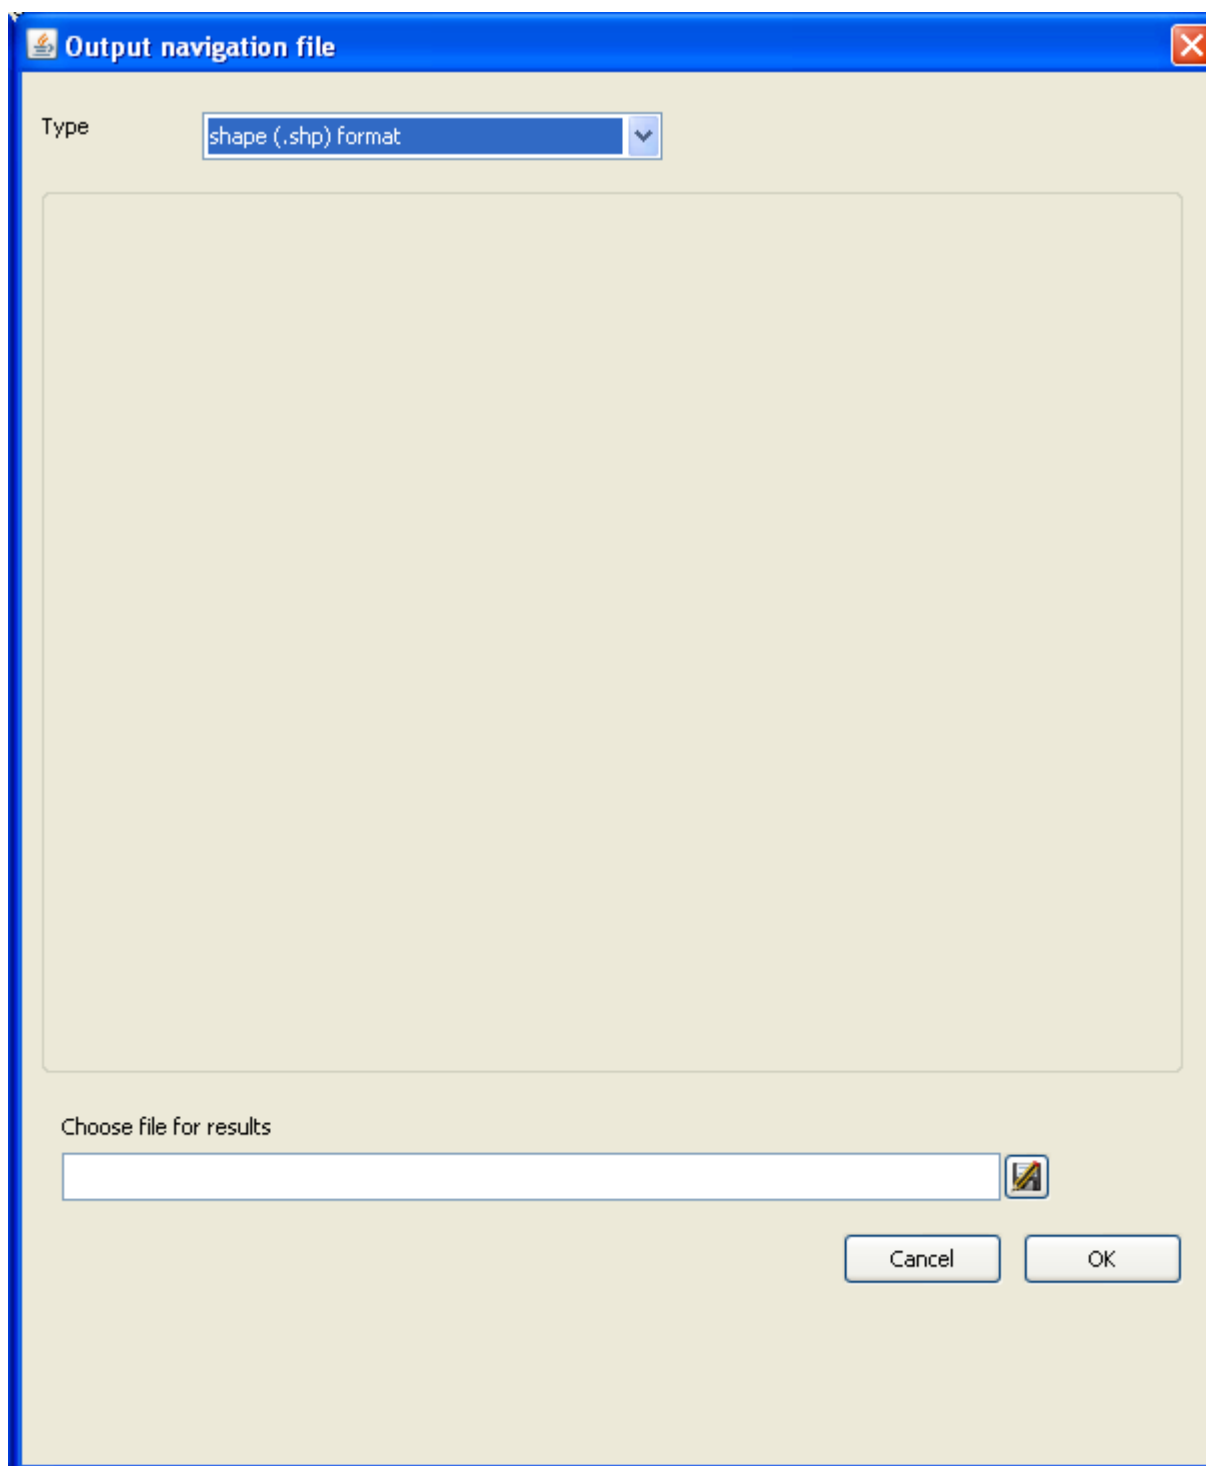 Output navigation file
Type
shape (.shp) format
Choose file for results
Cancel
OK